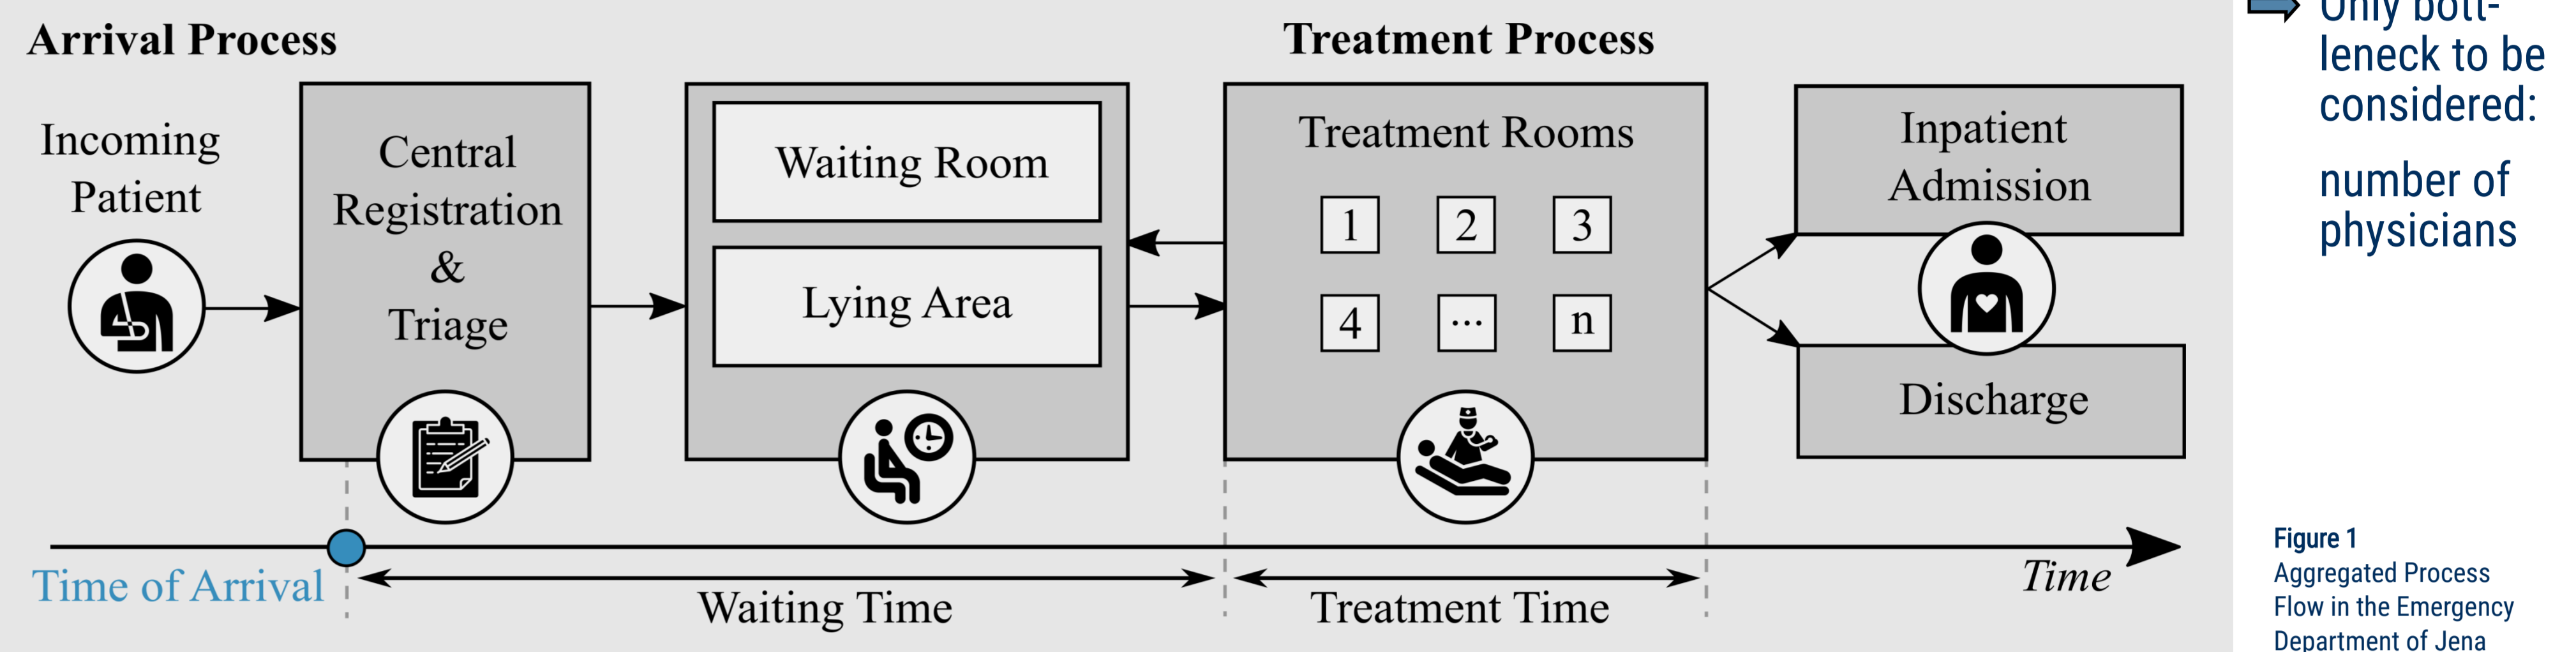 Arrival Process
Treatment Process
Incoming
Patient
Central
Registration
&
Triage
Waiting Room
Lying Area
Treatment Rooms
1 2 3
4 ... n
Inpatient
Admission
Discharge
Time of Arrival
Waiting Time
Treatment Time
Time
Only bott-
leneck to be
considered:
number of
physicians
Figure 1
Aggregated Process
Flow in the Emergency
Department of Jena